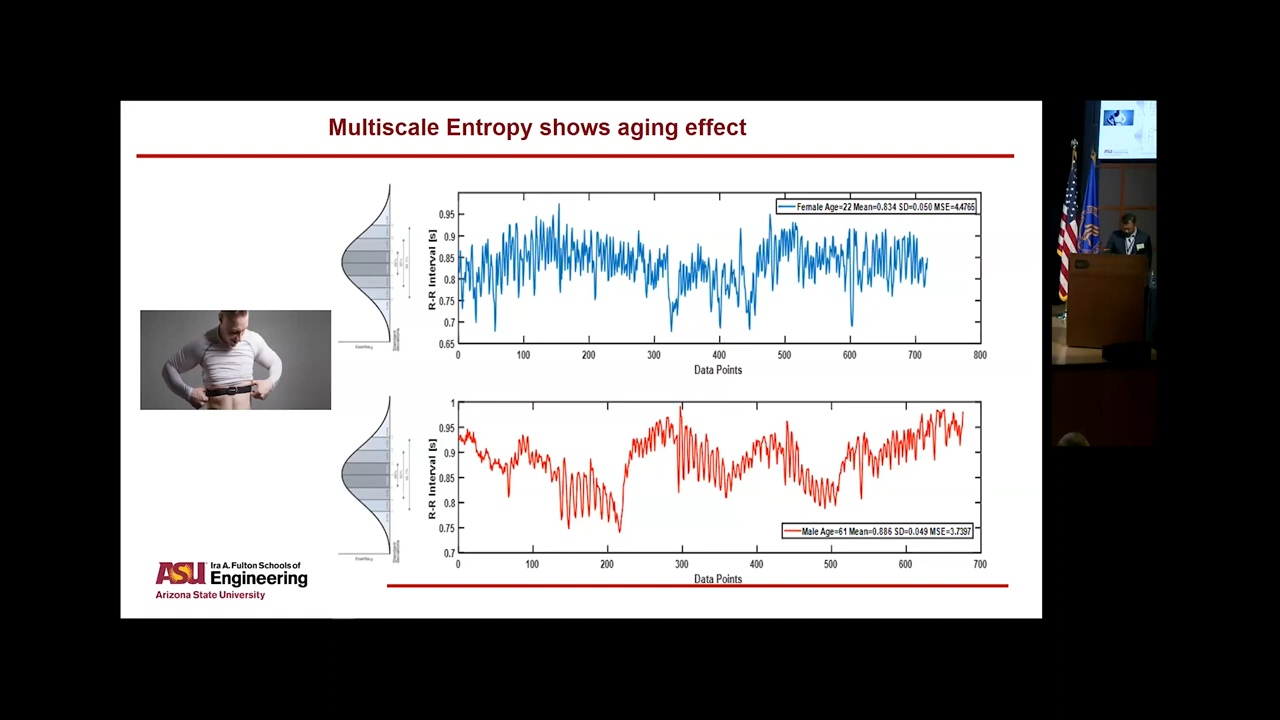 Multiscale Entropy shows aging effect
Female Age=22 Mean=0.834 SD=0.050 MSE=4.4766
R-R Interval [s]
0.95
0.9
0.85
0.8
0.75
0.7
0.65
0 100 200 300 400 500 600 700 800
Data Points
R-R Interval [s]
1
0.95
0.9
0.85
0.8
0.75
0.7
Male Age=61 Mean=0.886 SD=0.049 MSE=3.7397
0 100 200 300 400 500 600 700
Data Points
ASU Ira A. Fulton Schools of
Engineering
Arizona State University